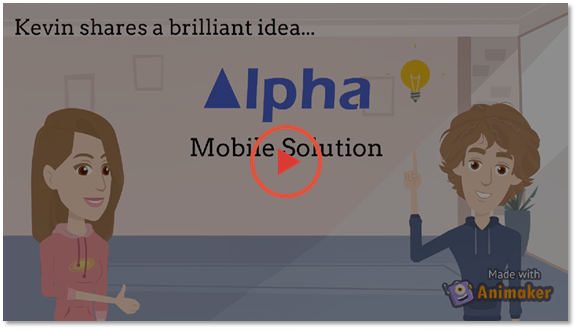 Kevin shares a brilliant idea...
Alpha
Mobile Solution
Made with
Animaker